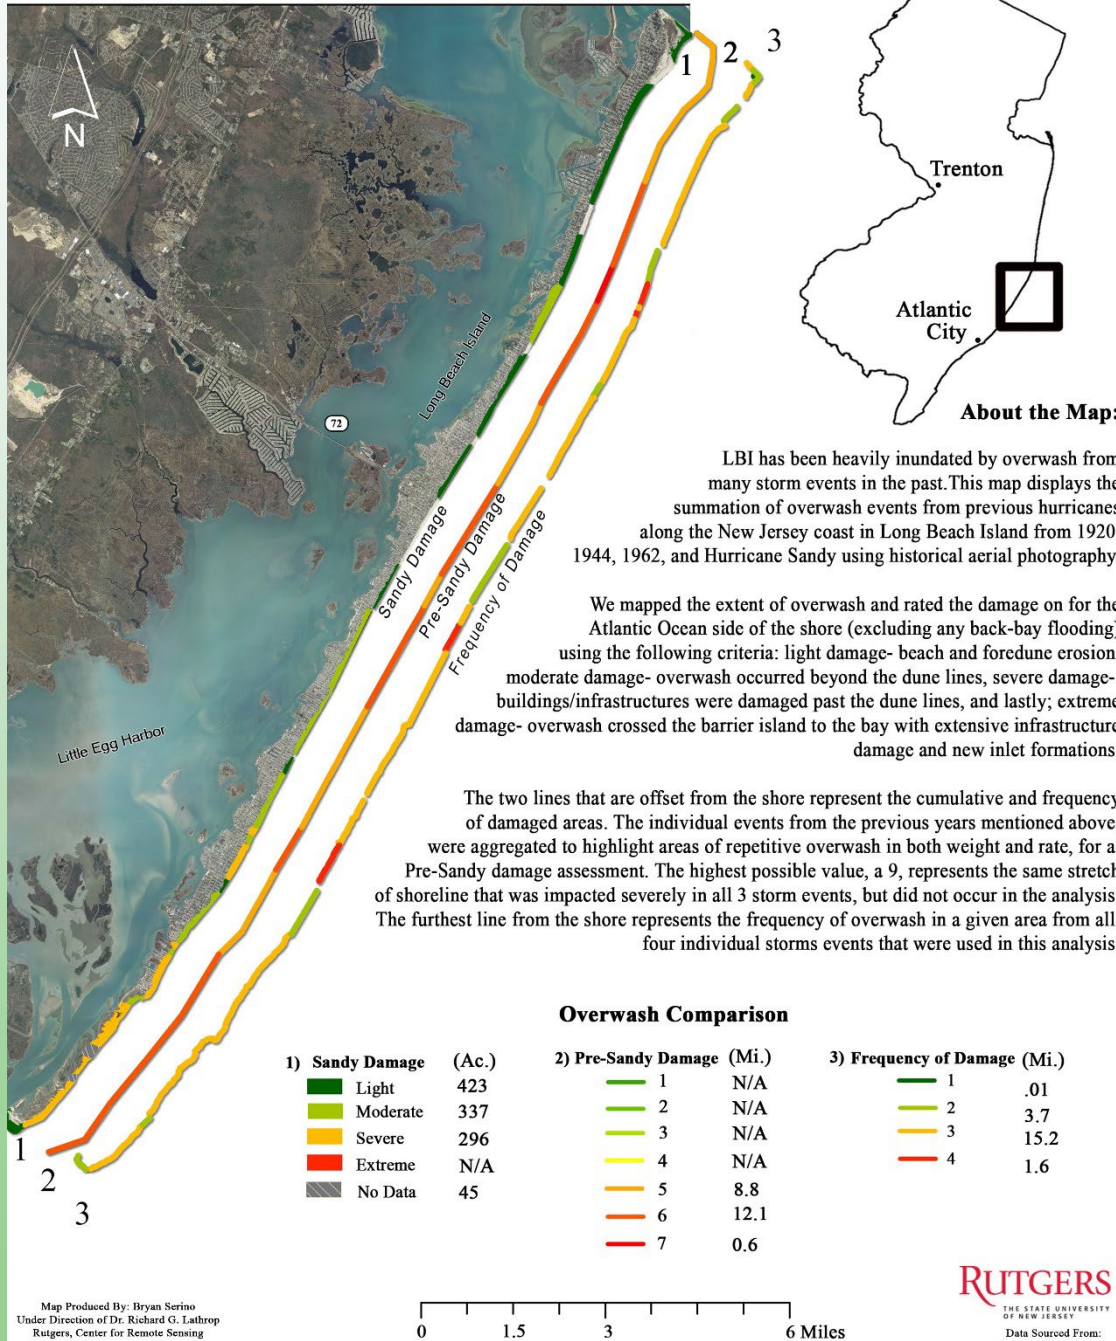 N
1
2
3
Trenton
Atlantic
City
Long Beach Island
72
Sandy Damage
Pre-Sandy Damage
Frequency of Damage
Little Egg Harbor
1
2
3
About the Map:
LBI has been heavily inundated by overwash from
many storm events in the past.This map displays the
summation of overwash events from previous hurricanes
along the New Jersey coast in Long Beach Island from 1920
1944, 1962, and Hurricane Sandy using historical aerial photography
We mapped the extent of overwash and rated the damage on for the
Atlantic Ocean side of the shore (excluding any back-bay flooding)
using the following criteria: light damage- beach and foredune erosion
moderate damage- overwash occurred beyond the dune lines, severe damage-
buildings/infrastructures were damaged past the dune lines, and lastly; extreme
damage- overwash crossed the barrier island to the bay with extensive infrastructure
damage and new inlet formations
The two lines that are offset from the shore represent the cumulative and frequency
of damaged areas. The individual events from the previous years mentioned above
were aggregated to highlight areas of repetitive overwash in both weight and rate, for a
Pre-Sandy damage assessment. The highest possible value, a 9, represents the same stretch
of shoreline that was impacted severely in all 3 storm events, but did not occur in the analysis
The furthest line from the shore represents the frequency of overwash in a given area from all
four individual storms events that were used in this analysis
Overwash Comparison
1) Sandy Damage (Ac.)
Light 423
Moderate 337
Severe 296
Extreme N/A
No Data 45
2) Pre-Sandy Damage (Mi.)
1 N/A
2 N/A
3 N/A
4 N/A
5 8.8
6 12.1
7 0.6
3) Frequency of Damage (Mi.)
1 .01
2 3.7
3 15.2
4 1.6
Map Produced By: Bryan Serino
Under Direction of Dr. Richard G. Lathrop
Rutgers, Center for Remote Sensing
0 1.5 3 6 Miles
RUTGERS
THE STATE UNIVERSITY
OF NEW JERSEY
Data Sourced From: